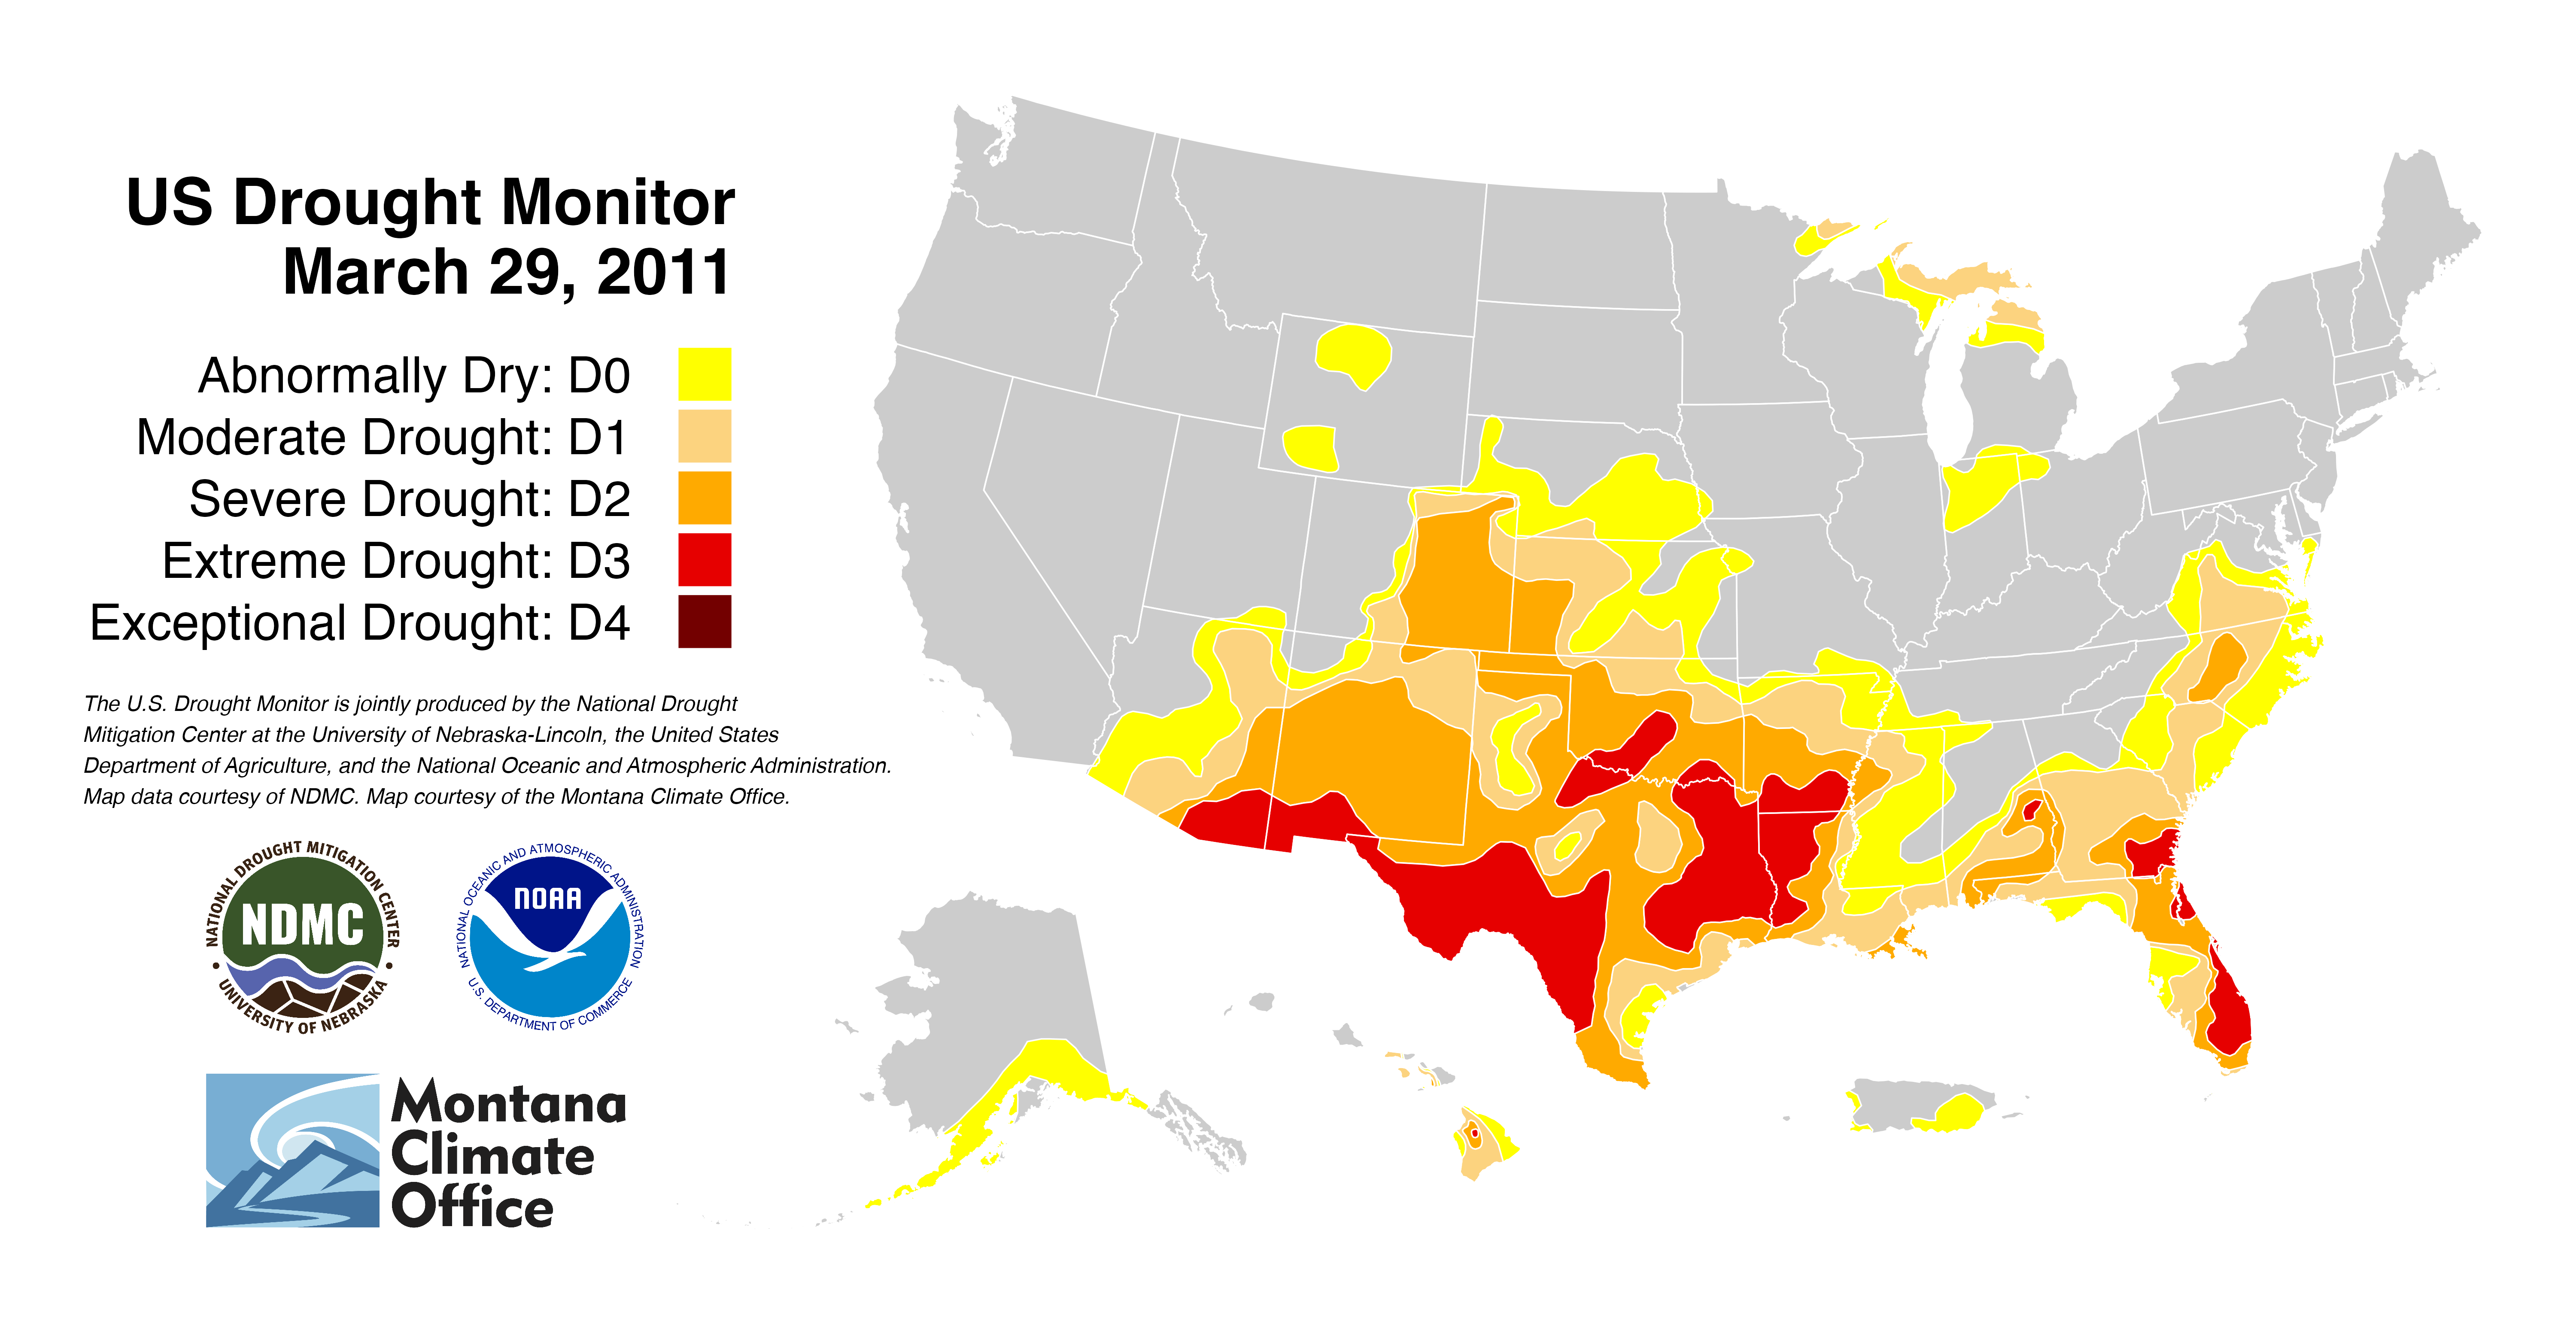 US Drought Monitor
March 29, 2011
Abnormally Dry: D0
Moderate Drought: D1
Severe Drought: D2
Extreme Drought: D3
Exceptional Drought: D4
The U.S. Drought Monitor is jointly produced by the National Drought
Mitigation Center at the University of Nebraska-Lincoln, the United States
Department of Agriculture, and the National Oceanic and Atmospheric Administration.
Map data courtesy of NDMC. Map courtesy of the Montana Climate Office.
NATIONAL DROUGHT MITIGATION CENTER
NDMC
• UNIVERSITY OF NEBRASKA •
NATIONAL OCEANIC AND ATMOSPHERIC ADMINISTRATION
NOAA
U.S. DEPARTMENT OF COMMERCE
Montana
Climate
Office